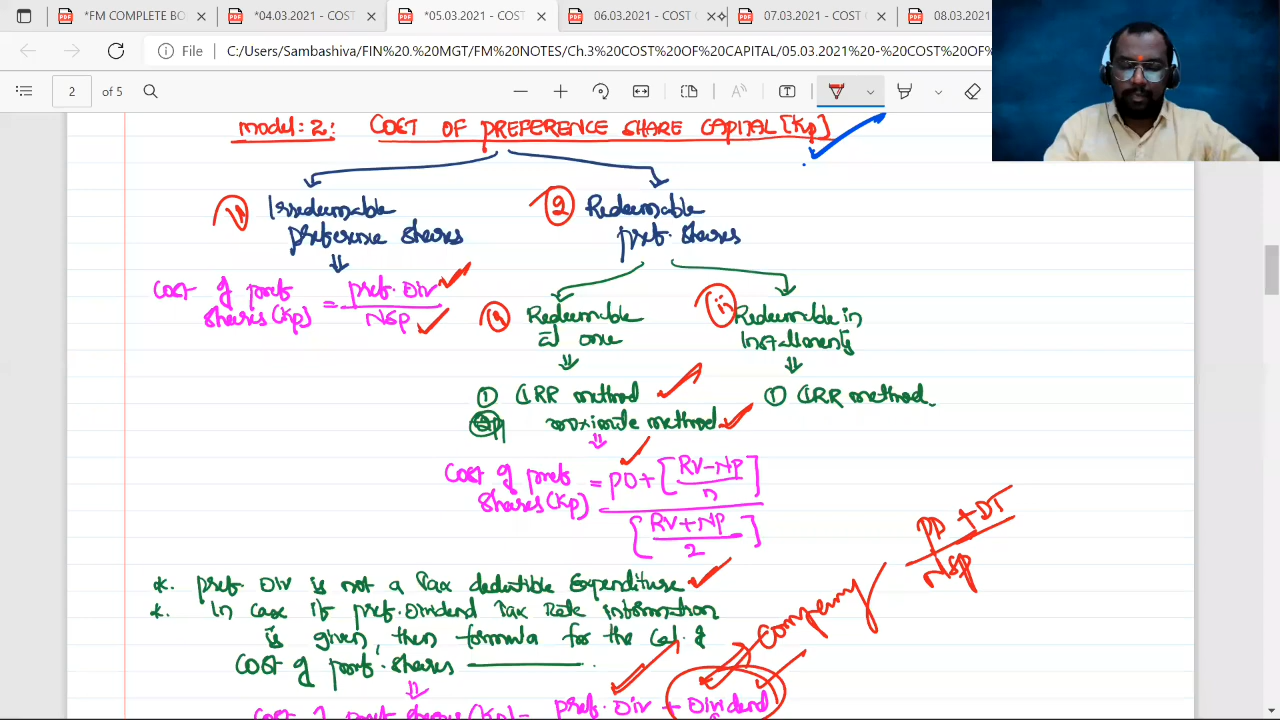 *FM COMPLETE BO
*04.03.2021 - COST
*05.03.2021 - COST
06.03.2021 - COST
07.03.2021 - COST
08.03.2021
File C:/Users/Sambashiva/FIN%20.%20MGT/FM%20NOTES/Ch.3%20COST%20OF%20CAPITAL/05.03.2021%20-%20COST%20OF%
2 of 5
model:2: COST OF PREFERENCE SHARE CAPITAL [Kp]
Irredeemable
preference shares
2 Redeemable
pref. shares
Cost of pref
shares (Kp) = pref. Div
NSP
(i) Redeemable
at once
(ii) Redeemable in
Installments
① IRR method
① IRR method.
method
Cost of pref
shares (Kp) = PD + [RV-NP
n]
[RV+NP
2]
PD + DT
NSP
*. pref Div is not a Tax deductible Expenditure
*. In case if pref. Dividend Tax Rate information
is given, then formula for the Cal. of
COST of pref. shares
Company
Cost of pref shares (Kp) = pref. Div + Dividend